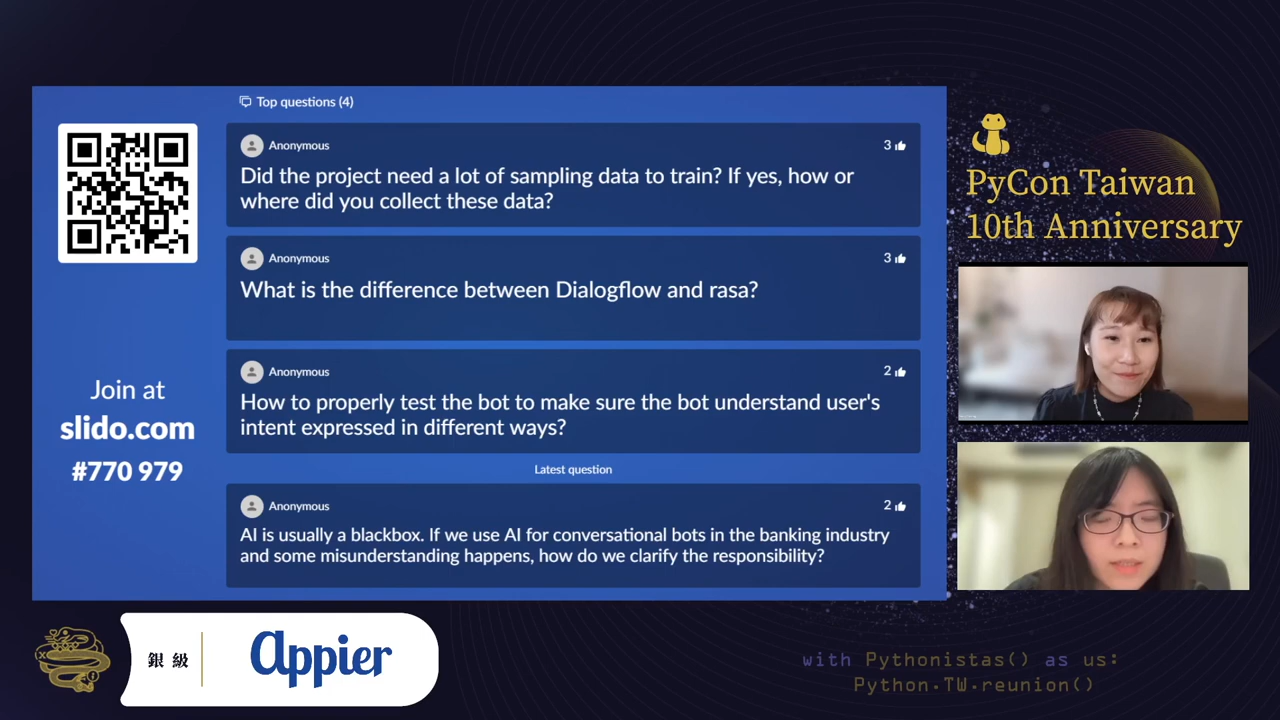 Top questions (4)
Anonymous
3
Did the project need a lot of sampling data to train? If yes, how or
where did you collect these data?
Anonymous
3
What is the difference between Dialogflow and rasa?
Anonymous
2
How to properly test the bot to make sure the bot understand user's
intent expressed in different ways?
Latest question
Anonymous
2
AI is usually a blackbox. If we use AI for conversational bots in the banking industry
and some misunderstanding happens, how do we clarify the responsibility?
Join at
slido.com
#770 979
PyCon Taiwan
10th Anniversary
銀級
Appier
with Pythonistas() as us:
Python.TW.reunion()